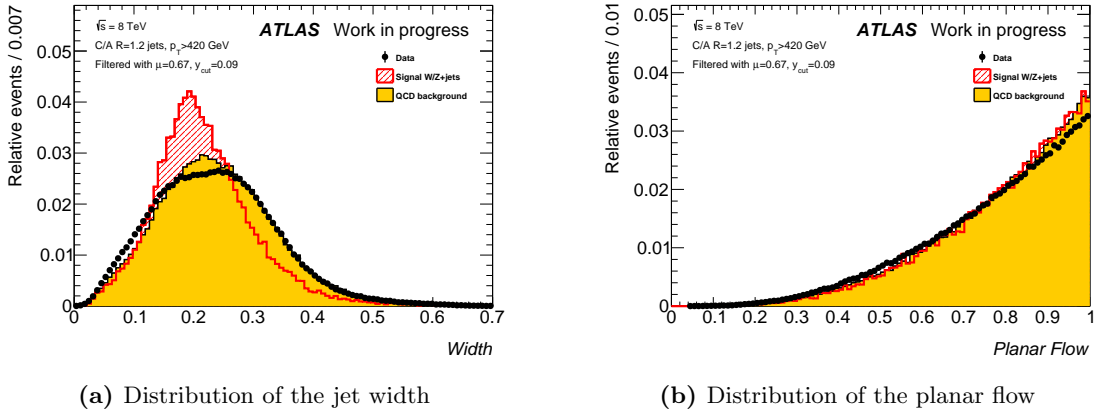 √s = 8 TeV
ATLAS Work in progress
C/A R=1.2 jets, p_T>420 GeV
Filtered with μ=0.67, y_cut=0.09
Data
Signal W/Z+jets
QCD background
Relative events / 0.007
0.05
0.04
0.03
0.02
0.01
0
0 0.1 0.2 0.3 0.4 0.5 0.6 0.7
Width
(a) Distribution of the jet width
√s = 8 TeV
ATLAS Work in progress
C/A R=1.2 jets, p_T>420 GeV
Filtered with μ=0.67, y_cut=0.09
Data
Signal W/Z+jets
QCD background
Relative events / 0.01
0.05
0.04
0.03
0.02
0.01
0
0 0.1 0.2 0.3 0.4 0.5 0.6 0.7 0.8 0.9 1
Planar Flow
(b) Distribution of the planar flow